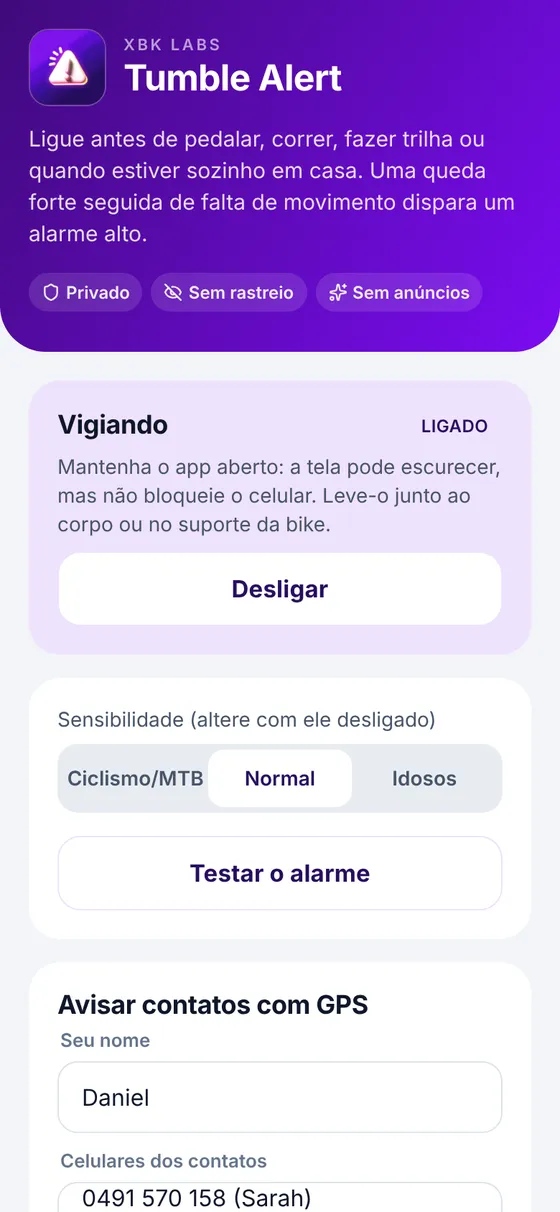 XBK LABS
Tumble Alert
Ligue antes de pedalar, correr, fazer trilha ou
quando estiver sozinho em casa. Uma queda
forte seguida de falta de movimento dispara um
alarme alto.
Privado
Sem rastreio
Sem anúncios
Vigiando
LIGADO
Mantenha o app aberto: a tela pode escurecer,
mas não bloqueie o celular. Leve-o junto ao
corpo ou no suporte da bike.
Desligar
Sensibilidade (altere com ele desligado)
Ciclismo/MTB
Normal
Idosos
Testar o alarme
Avisar contatos com GPS
Seu nome
Daniel
Celulares dos contatos
0491 570 158 (Sarah)